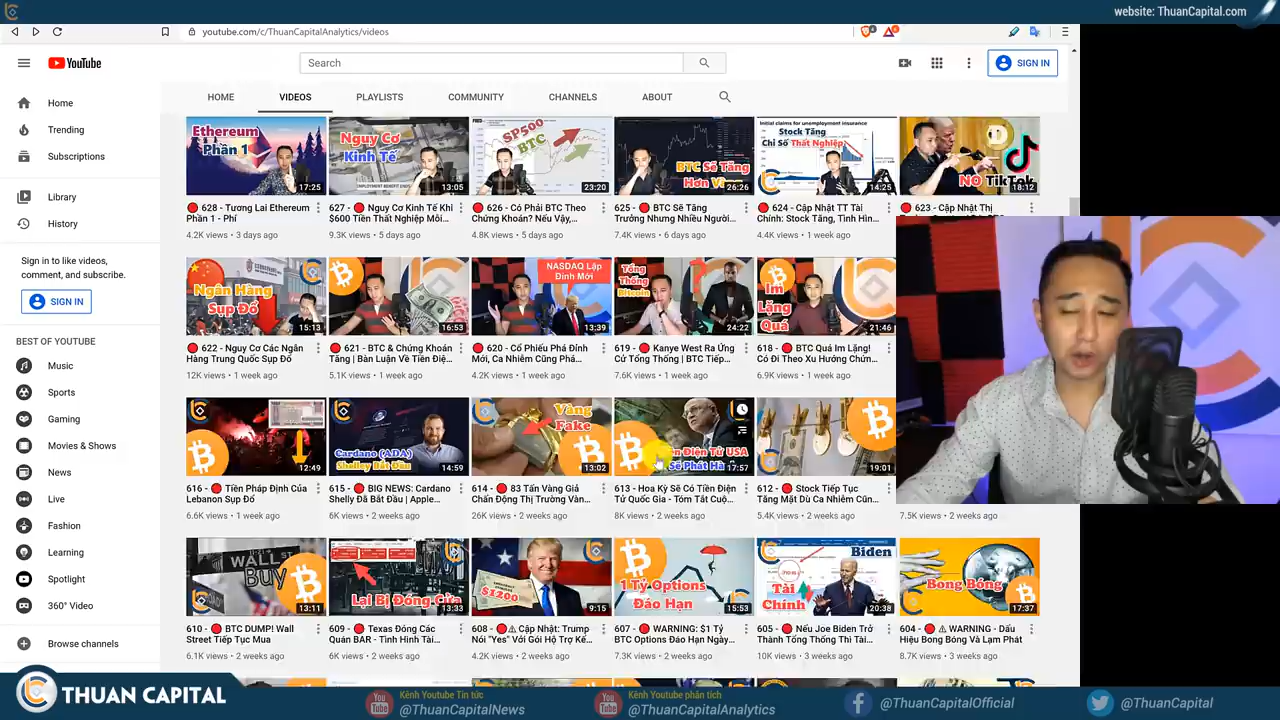 website: ThuanCapital.com
youtube.com/c/ThuanCapitalAnalytics/videos
YouTube
Search
SIGN IN
HOME
VIDEOS
PLAYLISTS
COMMUNITY
CHANNELS
ABOUT
Home
Trending
Subscriptions
Library
History
Sign in to like videos,
comment, and subscribe.
SIGN IN
BEST OF YOUTUBE
Music
Sports
Gaming
Movies & Shows
News
Live
Fashion
Learning
Spotlight
360° Video
Browse channels
Ethereum
Phần 1
17:25
628 - Tương Lai Ethereum
Phần 1 - Phí
4.2K views • 3 days ago
Nguy Cơ
Kinh Tế
13:05
627 - Nguy Cơ Kinh Tế Khi
$600 Tiền Thất Nghiệp Mỗi...
9.3K views • 5 days ago
SP500
BTC
23:20
626 - Có Phải BTC Theo
Chứng Khoán? Nếu Vậy,...
4.8K views • 5 days ago
BTC Sẽ Tăng
26:26
625 - BTC Sẽ Tăng
Trưởng Nhưng Nhiều Người...
7.4K views • 6 days ago
Initial claims for unemployment insurance
Stock Tăng
Chỉ Số Thất Nghiệp
14:25
624 - Cập Nhật TT Tài
Chính: Stock Tăng, Tình Hìn...
4.4K views • 1 week ago
NO TikTok
18:12
623 - Cập Nhật Thị
Ngân Hàng
Sụp Đổ
15:13
622 - Nguy Cơ Các Ngân
Hàng Trung Quốc Sụp Đổ
12K views • 1 week ago
16:53
621 - BTC & Chứng Khoán
Tăng | Bàn Luận Về Tiền Điệ...
5.1K views • 1 week ago
NASDAQ Lập
Đỉnh Mới
13:39
620 - Cổ Phiếu Phá Đỉnh
Mới, Ca Nhiễm Cũng Phá...
4.2K views • 1 week ago
Tổng
Thống
Bitcoin
24:22
619 - Kanye West Ra Ứng
Cử Tổng Thống | BTC Tiếp...
7.6K views • 1 week ago
Im
Lặng
Quá
21:46
618 - BTC Quá Im Lặng!
Có Đi Theo Xu Hướng Chứn...
6.9K views • 1 week ago
12:49
616 - Tiền Pháp Định Của
Lebanon Sụp Đổ
6.6K views • 1 week ago
Cardano (ADA)
Shelley Bắt Đầu
14:59
615 - BIG NEWS: Cardano
Shelly Đã Bắt Đầu | Apple...
6K views • 2 weeks ago
Vàng
Fake
13:02
614 - 83 Tấn Vàng Giả
Chấn Động Thị Trường Vàn...
26K views • 2 weeks ago
Điện Tử USA
Sẽ Phát Hà
17:57
613 - Hoa Kỳ Sẽ Có Tiền Điện
Tử Quốc Gia - Tóm Tắt Cuộ...
8K views • 2 weeks ago
19:01
612 - Stock Tiếp Tục
Tăng Mặt Dù Ca Nhiễm Cũn...
5.4K views • 2 weeks ago
7.5K views • 2 weeks ago
WALL ST
BUY
13:11
610 - BTC DUMP! Wall
Street Tiếp Tục Mua
6.1K views • 2 weeks ago
Lại Bị Đóng Cửa
13:33
609 - Texas Đóng Các
Quán BAR - Tình Hình Tài...
6K views • 2 weeks ago
$1200
9:15
608 - Cập Nhật: Trump
Nói "Yes" Với Gói Hỗ Trợ Kế...
4.2K views • 2 weeks ago
1 Tỷ Options
Đáo Hạn
15:53
607 - WARNING: $1 Tỷ
BTC Options Đáo Hạn Ngày...
7.3K views • 2 weeks ago
Biden
Tài
Chính
20:38
605 - Nếu Joe Biden Trở
Thành Tổng Thống Thì Tài...
10K views • 3 weeks ago
Bong Bóng
17:37
604 - WARNING - Dấu
Hiệu Bong Bóng Và Lạm Phát
8.7K views • 3 weeks ago
THUAN CAPITAL
Kênh Youtube Tin tức
@ThuanCapitalNews
Kênh Youtube phân tích
@ThuanCapitalAnalytics
@ThuanCapitalOfficial
@ThuanCapital